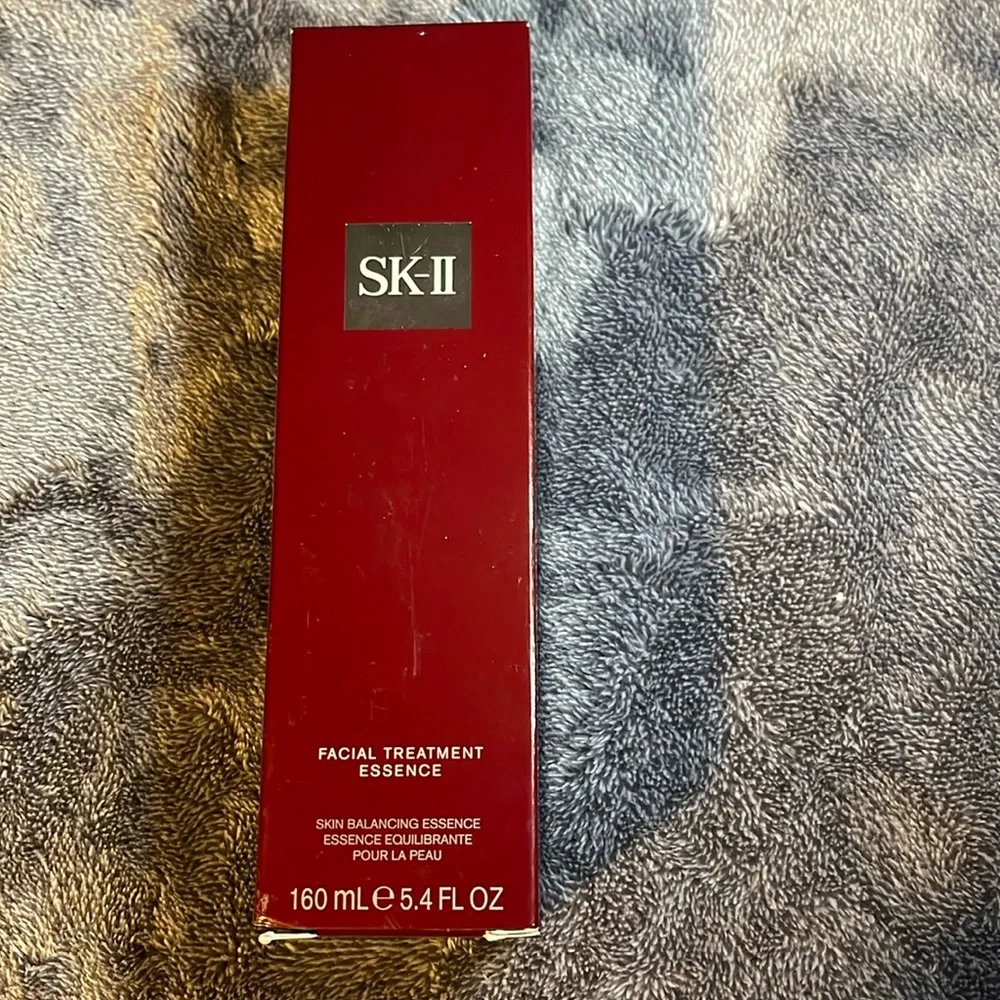 SK-II
FACIAL TREATMENT
ESSENCE
SKIN BALANCING ESSENCE
ESSENCE EQUILIBRANTE
POUR LA PEAU
160 mL℮5.4 FL OZ